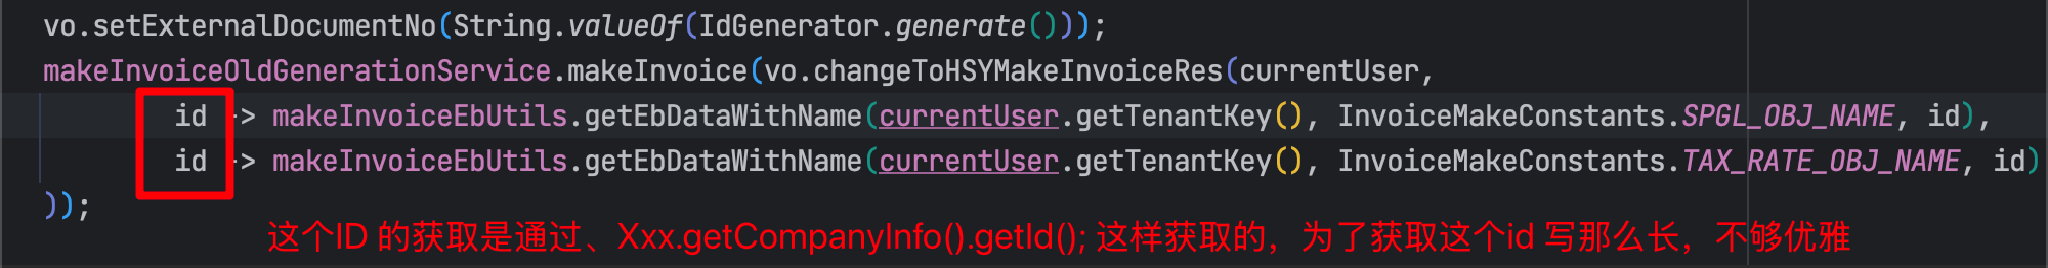 vo.setExternalDocumentNo(String.valueOf(IdGenerator.generate()));
makeInvoiceOldGenerationService.makeInvoice(vo.changeToHSYMakeInvoiceRes(currentUser,
id -> makeInvoiceEbUtils.getEbDataWithName(currentUser.getTenantKey(), InvoiceMakeConstants.SPGL_OBJ_NAME, id),
id -> makeInvoiceEbUtils.getEbDataWithName(currentUser.getTenantKey(), InvoiceMakeConstants.TAX_RATE_OBJ_NAME, id)
));
这个ID 的获取是通过、Xxx.getCompanyInfo().getId(); 这样获取的，为了获取这个id 写那么长，不够优雅